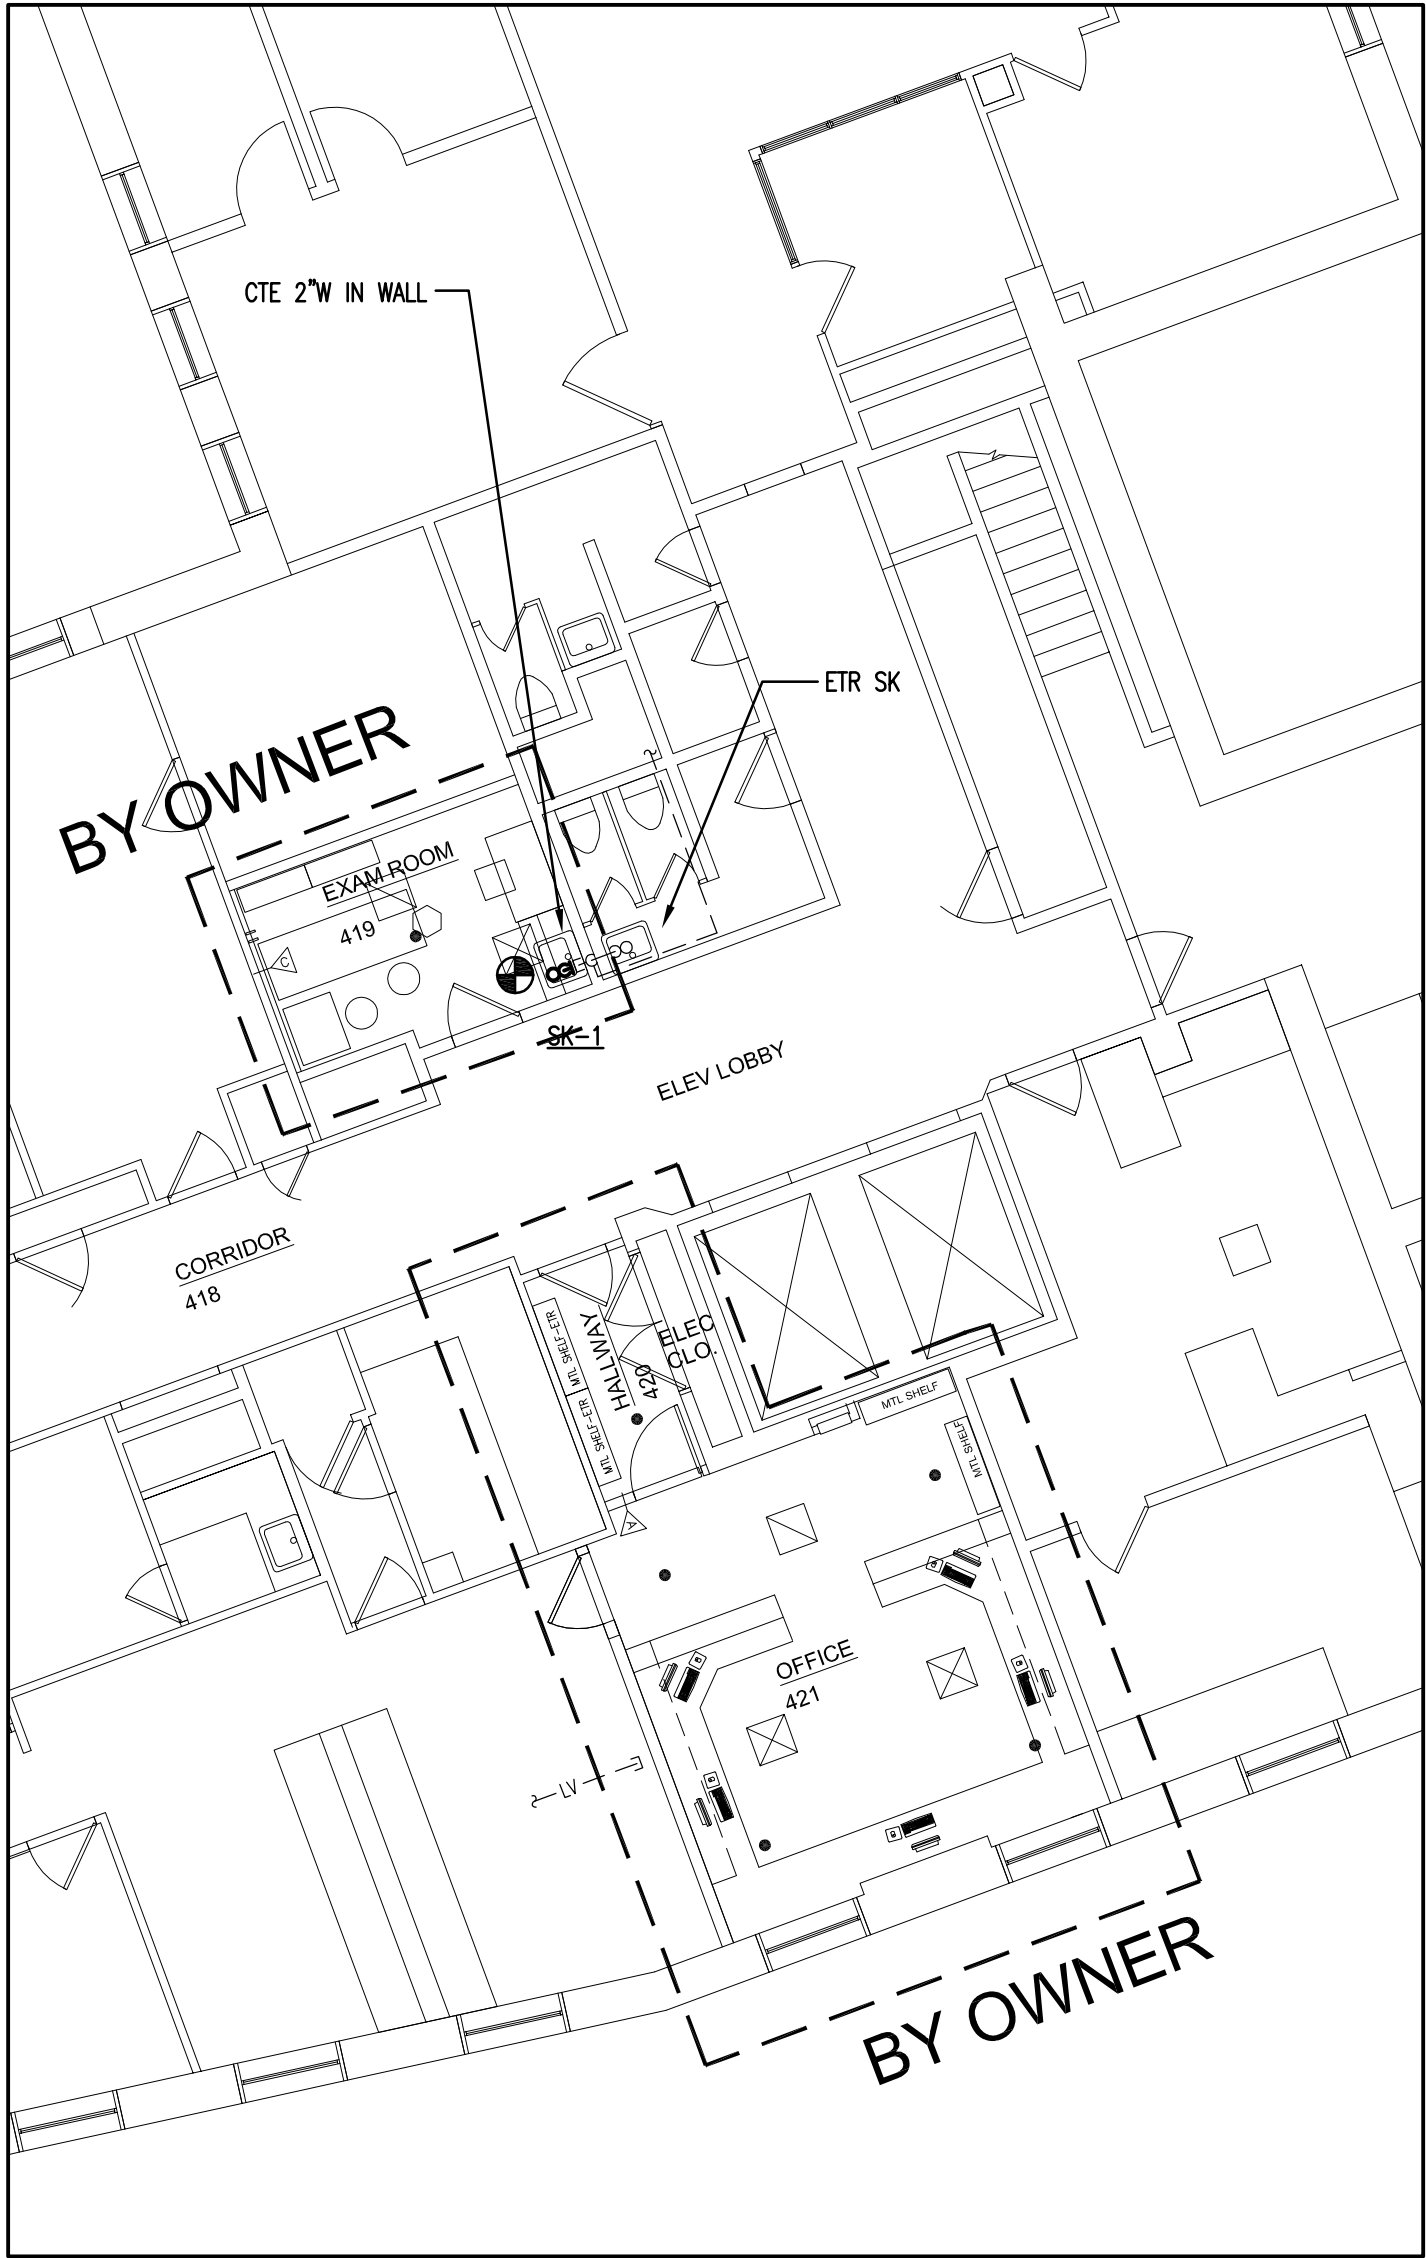 CTE 2"W IN WALL
ETR SK
BY OWNER
EXAM ROOM
419
C
SK-1
ELEV LOBBY
CORRIDOR
418
MTL SHELF-ETR
MTL SHELF-ETR
HALLWAY
420
ELEC
CLO.
MTL SHELF
MTL SHELF
A
OFFICE
421
LV
BY OWNER